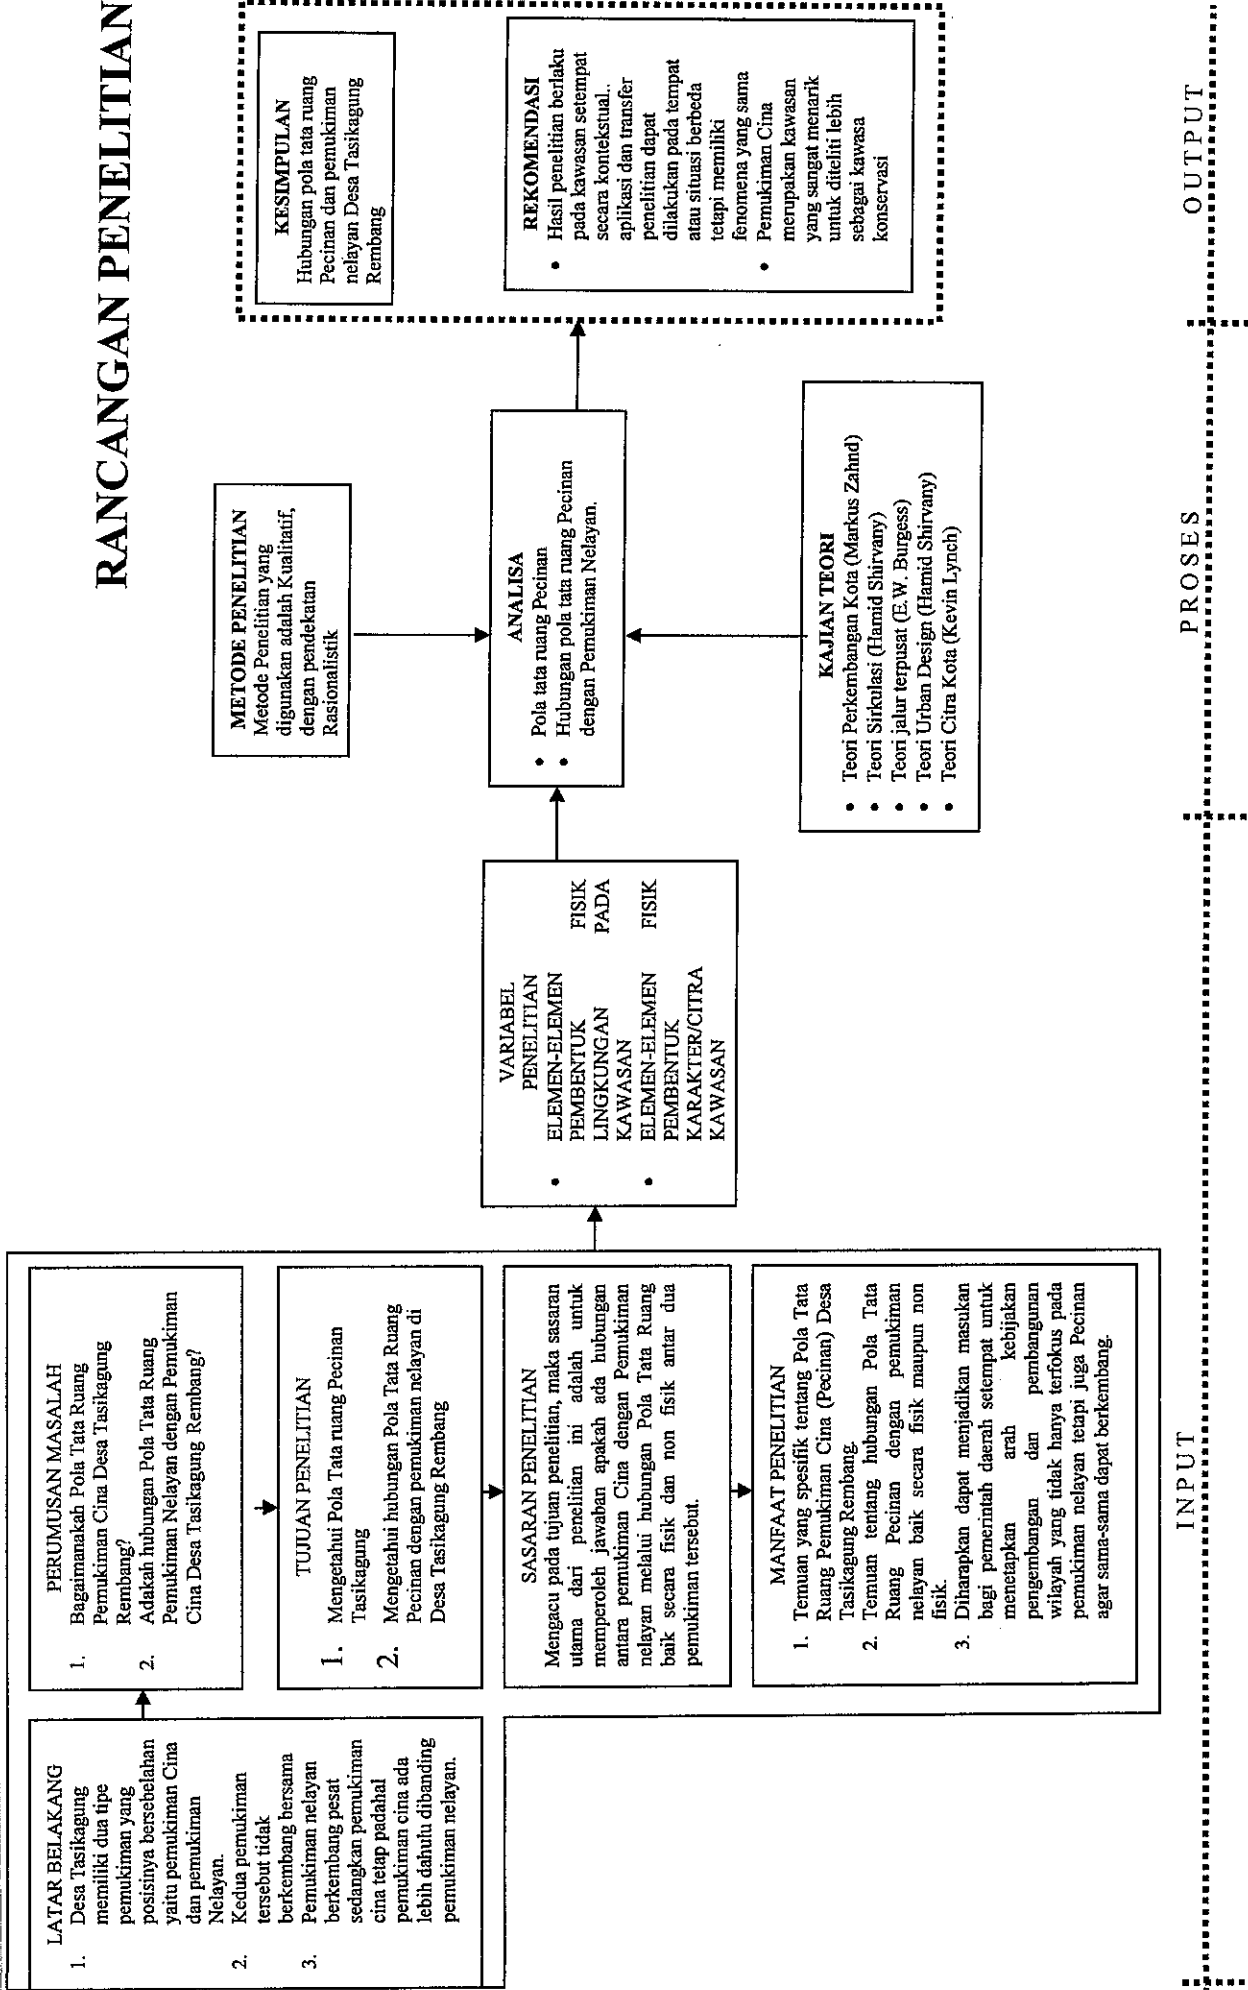 RANCANGAN PENELITIAN
LATAR BELAKANG
1. Desa Tasikagung
memiliki dua tipe
pemukiman yang
posisinya bersebelahan
yaitu pemukiman Cina
dan pemukiman
Nelayan.
2. Kedua pemukiman
tersebut tidak
berkembang bersama
3. Pemukiman nelayan
berkembang pesat
sedangkan pemukiman
cina tetap padahal
pemukiman cina ada
lebih dahulu dibanding
pemukiman nelayan.
PERUMUSAN MASALAH
1. Bagaimanakah Pola Tata Ruang
Pemukiman Cina Desa Tasikagung
Rembang?
2. Adakah hubungan Pola Tata Ruang
Pemukiman Nelayan dengan Pemukiman
Cina Desa Tasikagung Rembang?
TUJUAN PENELITIAN
1. Mengetahui Pola Tata ruang Pecinan
Tasikagung
2. Mengetahui hubungan Pola Tata Ruang
Pecinan dengan pemukiman nelayan di
Desa Tasikagung Rembang
SASARAN PENELITIAN
Mengacu pada tujuan penelitian, maka sasaran
utama dari penelitian ini adalah untuk
memperoleh jawaban apakah ada hubungan
antara pemukiman Cina dengan Pemukiman
nelayan melalui hubungan Pola Tata Ruang
baik secara fisik dan non fisik antar dua
pemukiman tersebut.
MANFAAT PENELITIAN
1. Temuan yang spesifik tentang Pola Tata
Ruang Pemukiman Cina (Pecinan) Desa
Tasikagung Rembang.
2. Temuan tentang hubungan Pola Tata
Ruang Pecinan dengan pemukiman
nelayan baik secara fisik maupun non
fisik.
3. Diharapkan dapat menjadikan masukan
bagi pemerintah daerah setempat untuk
menetapkan arah kebijakan
pengembangan dan pembangunan
wilayah yang tidak hanya terfokus pada
pemukiman nelayan tetapi juga Pecinan
agar sama-sama dapat berkembang.
VARIABEL
PENELITIAN
• ELEMEN-ELEMEN
PEMBENTUK FISIK
LINGKUNGAN PADA
KAWASAN
• ELEMEN-ELEMEN FISIK
PEMBENTUK
KARAKTER/CITRA
KAWASAN
METODE PENELITIAN
Metode Penelitian yang
digunakan adalah Kualitatif,
dengan pendekatan
Rasionalistik
ANALISA
• Pola tata ruang Pecinan
• Hubungan pola tata ruang Pecinan
dengan Pemukiman Nelayan.
KAJIAN TEORI
• Teori Perkembangan Kota (Markus Zahnd)
• Teori Sirkulasi (Hamid Shirvany)
• Teori jalur terpusat (E.W. Burgess)
• Teori Urban Design (Hamid Shirvany)
• Teori Citra Kota (Kevin Lynch)
KESIMPULAN
Hubungan pola tata ruang
Pecinan dan pemukiman
nelayan Desa Tasikagung
Rembang
REKOMENDASI
• Hasil penelitian berlaku
pada kawasan setempat
secara kontekstual..
aplikasi dan transfer
penelitian dapat
dilakukan pada tempat
atau situasi berbeda
tetapi memiliki
fenomena yang sama
• Pemukiman Cina
merupakan kawasan
yang sangat menarik
untuk diteliti lebih
sebagai kawasa
konservasi
INPUT
PROSES
OUTPUT